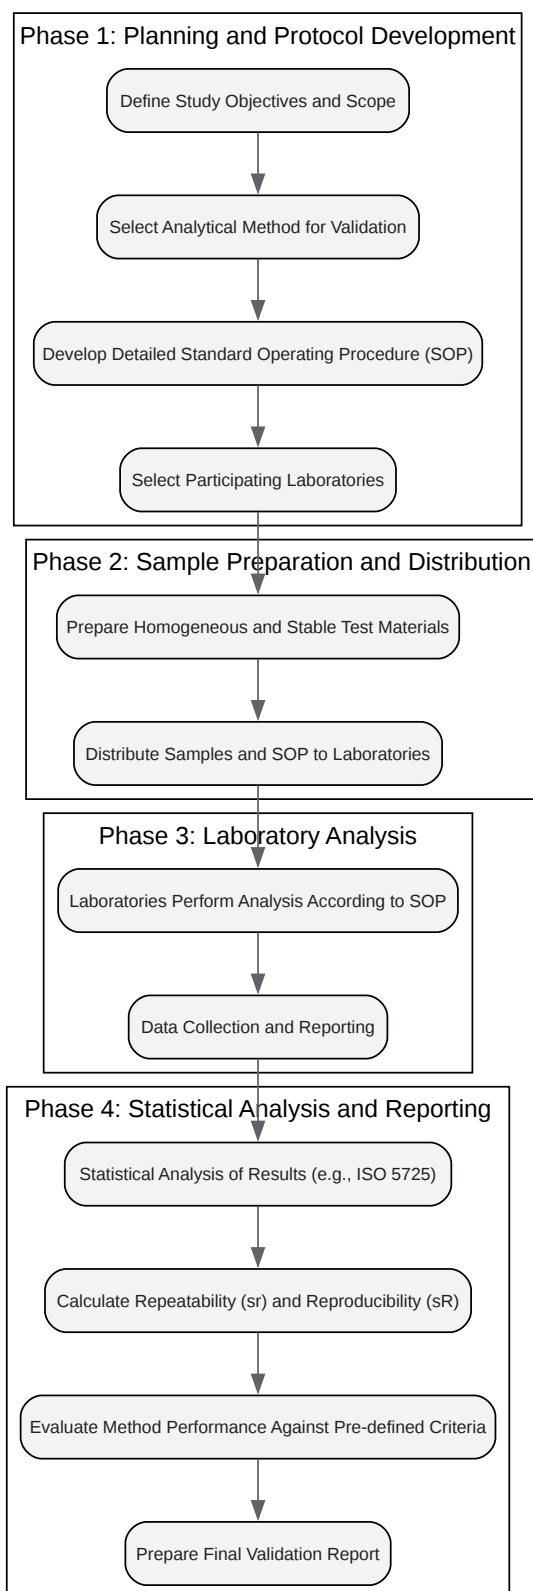 Phase 1: Planning and Protocol Development
Define Study Objectives and Scope
Select Analytical Method for Validation
Develop Detailed Standard Operating Procedure (SOP)
Select Participating Laboratories
Phase 2: Sample Preparation and Distribution
Prepare Homogeneous and Stable Test Materials
Distribute Samples and SOP to Laboratories
Phase 3: Laboratory Analysis
Laboratories Perform Analysis According to SOP
Data Collection and Reporting
Phase 4: Statistical Analysis and Reporting
Statistical Analysis of Results (e.g., ISO 5725)
Calculate Repeatability (sr) and Reproducibility (sR)
Evaluate Method Performance Against Pre-defined Criteria
Prepare Final Validation Report